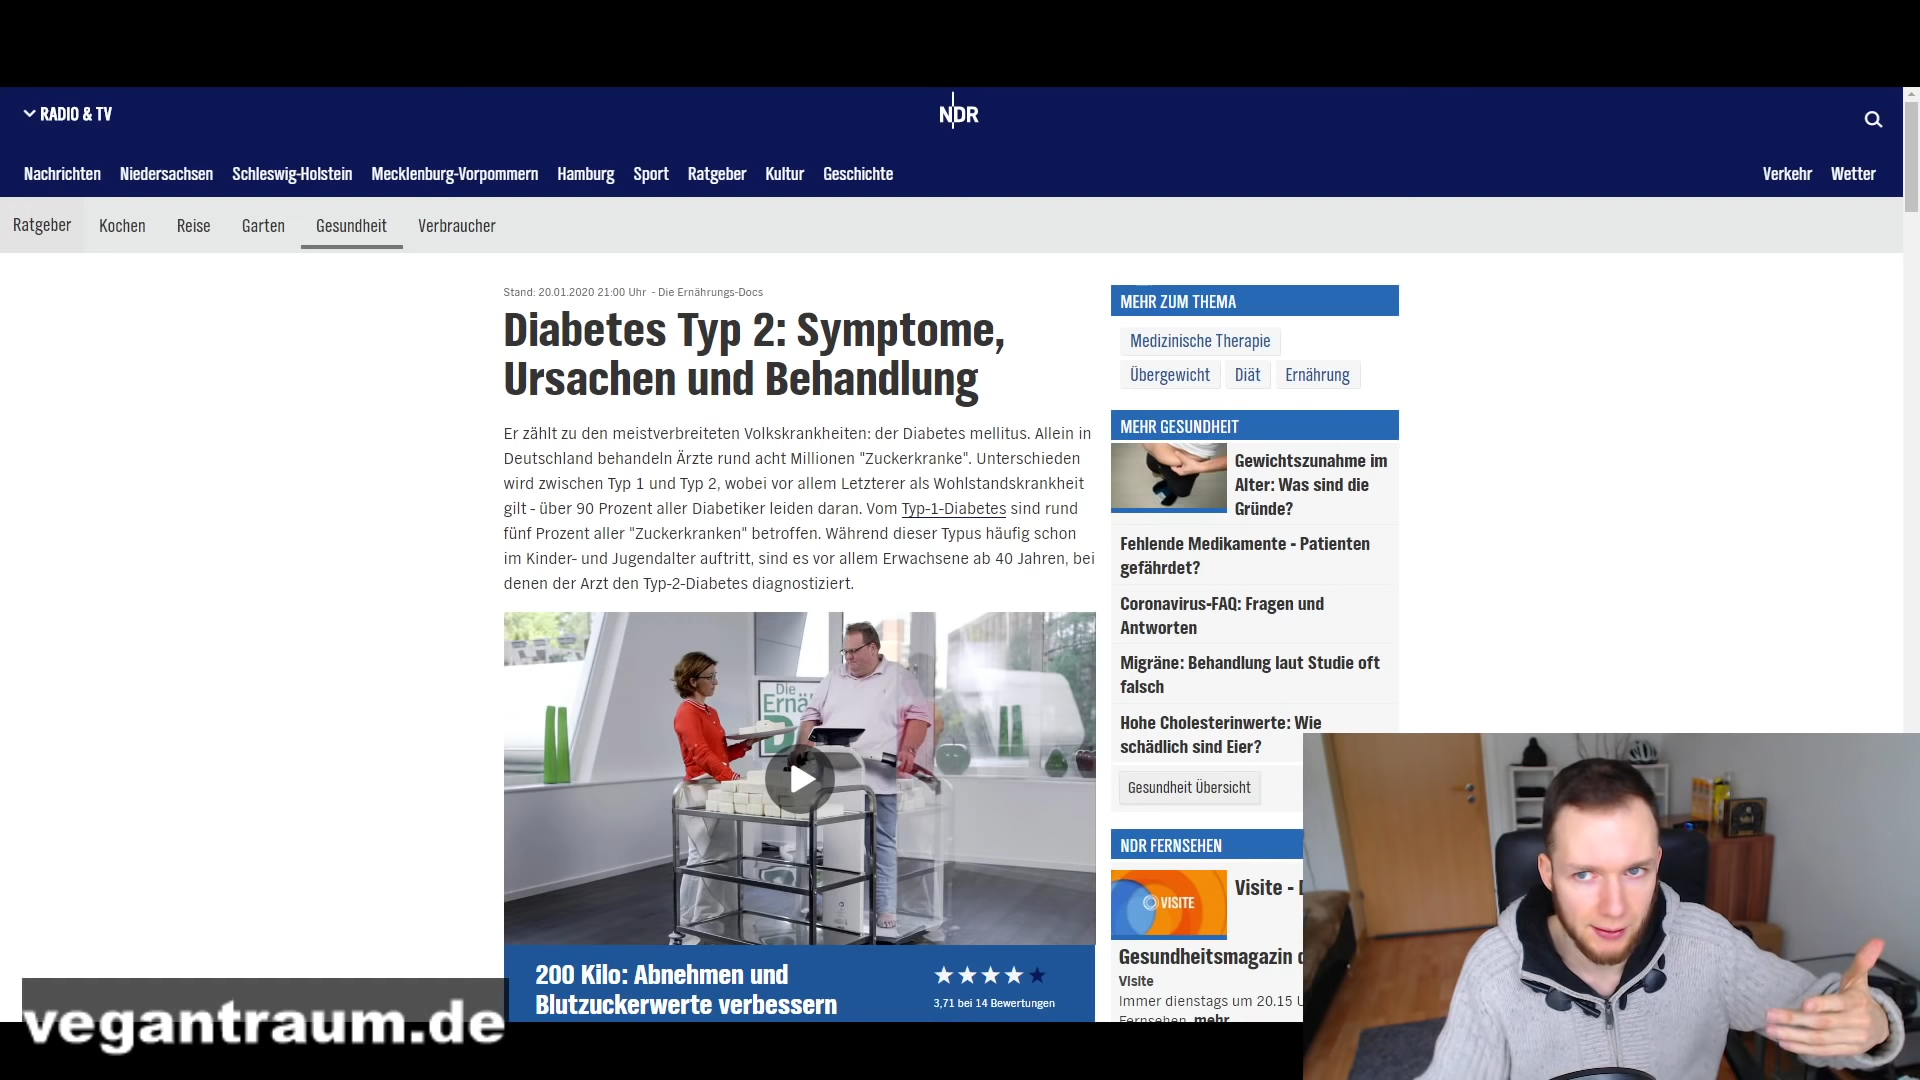 RADIO & TV
NDR
Nachrichten Niedersachsen Schleswig-Holstein Mecklenburg-Vorpommern Hamburg Sport Ratgeber Kultur Geschichte
Verkehr Wetter
Ratgeber Kochen Reise Garten Gesundheit Verbraucher
Stand: 20.01.2020 21:00 Uhr - Die Ernährungs-Docs
Diabetes Typ 2: Symptome,
Ursachen und Behandlung
Er zählt zu den meistverbreiteten Volkskrankheiten: der Diabetes mellitus. Allein in
Deutschland behandeln Ärzte rund acht Millionen "Zuckerkranke". Unterschieden
wird zwischen Typ 1 und Typ 2, wobei vor allem Letzterer als Wohlstandskrankheit
gilt - über 90 Prozent aller Diabetiker leiden daran. Vom Typ-1-Diabetes sind rund
fünf Prozent aller "Zuckerkranken" betroffen. Während dieser Typus häufig schon
im Kinder- und Jugendalter auftritt, sind es vor allem Erwachsene ab 40 Jahren, bei
denen der Arzt den Typ-2-Diabetes diagnostiziert.
Die
Ernä
D
200 Kilo: Abnehmen und
Blutzuckerwerte verbessern
3,71 bei 14 Bewertungen
MEHR ZUM THEMA
Medizinische Therapie
Übergewicht Diät Ernährung
MEHR GESUNDHEIT
Gewichtszunahme im
Alter: Was sind die
Gründe?
Fehlende Medikamente - Patienten
gefährdet?
Coronavirus-FAQ: Fragen und
Antworten
Migräne: Behandlung laut Studie oft
falsch
Hohe Cholesterinwerte: Wie
schädlich sind Eier?
Gesundheit Übersicht
NDR FERNSEHEN
VISITE
Visite -
Gesundheitsmagazin
Visite
Immer dienstags um 20.15 U
Fernsehen. mehr
vegantraum.de